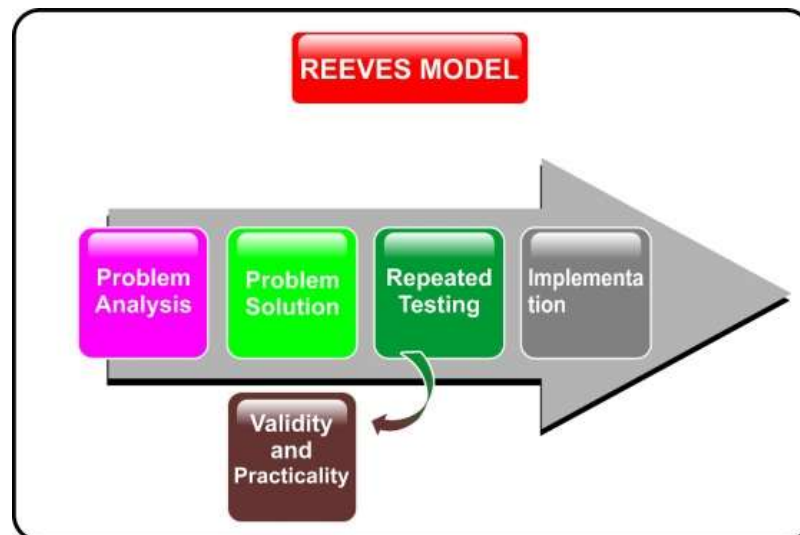 REEVES MODEL
Problem
Analysis
Problem
Solution
Repeated
Testing
Implementa
tion
Validity
and
Practicality